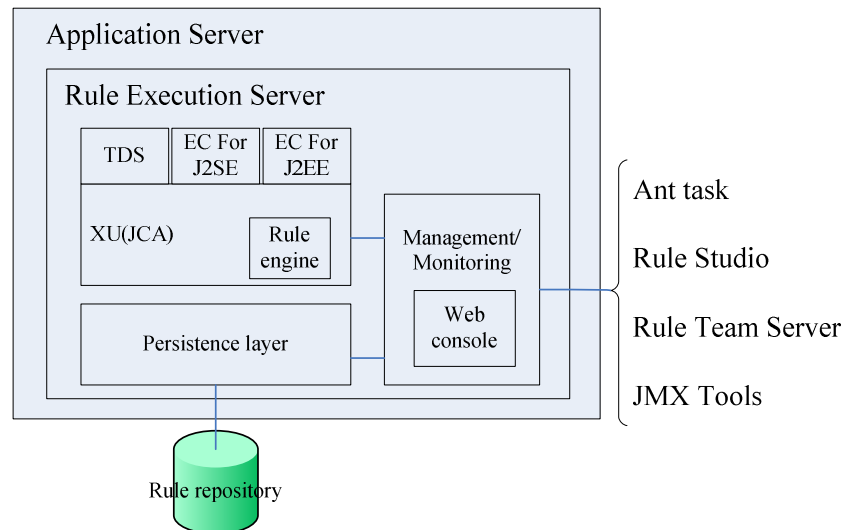 Application Server
Rule Execution Server
TDS
EC For
J2SE
EC For
J2EE
XU(JCA)
Rule
engine
Management/
Monitoring
Web
console
Persistence layer
Rule repository
Ant task
Rule Studio
Rule Team Server
JMX Tools